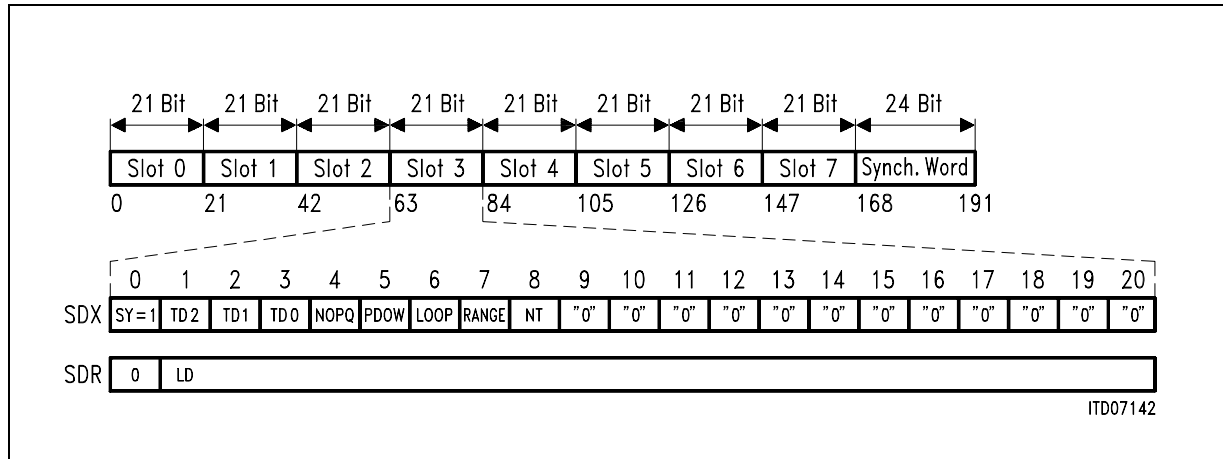 21 Bit 21 Bit 21 Bit 21 Bit 21 Bit 21 Bit 21 Bit 21 Bit 24 Bit
Slot 0 Slot 1 Slot 2 Slot 3 Slot 4 Slot 5 Slot 6 Slot 7 Synch. Word
0 21 42 63 84 105 126 147 168 191
0 1 2 3 4 5 6 7 8 9 10 11 12 13 14 15 16 17 18 19 20
SDX SY=1 TD2 TD1 TD0 NOPQ PDOW LOOP RANGE NT "0" "0" "0" "0" "0" "0" "0" "0" "0" "0" "0" "0"
SDR 0 LD
ITD07142